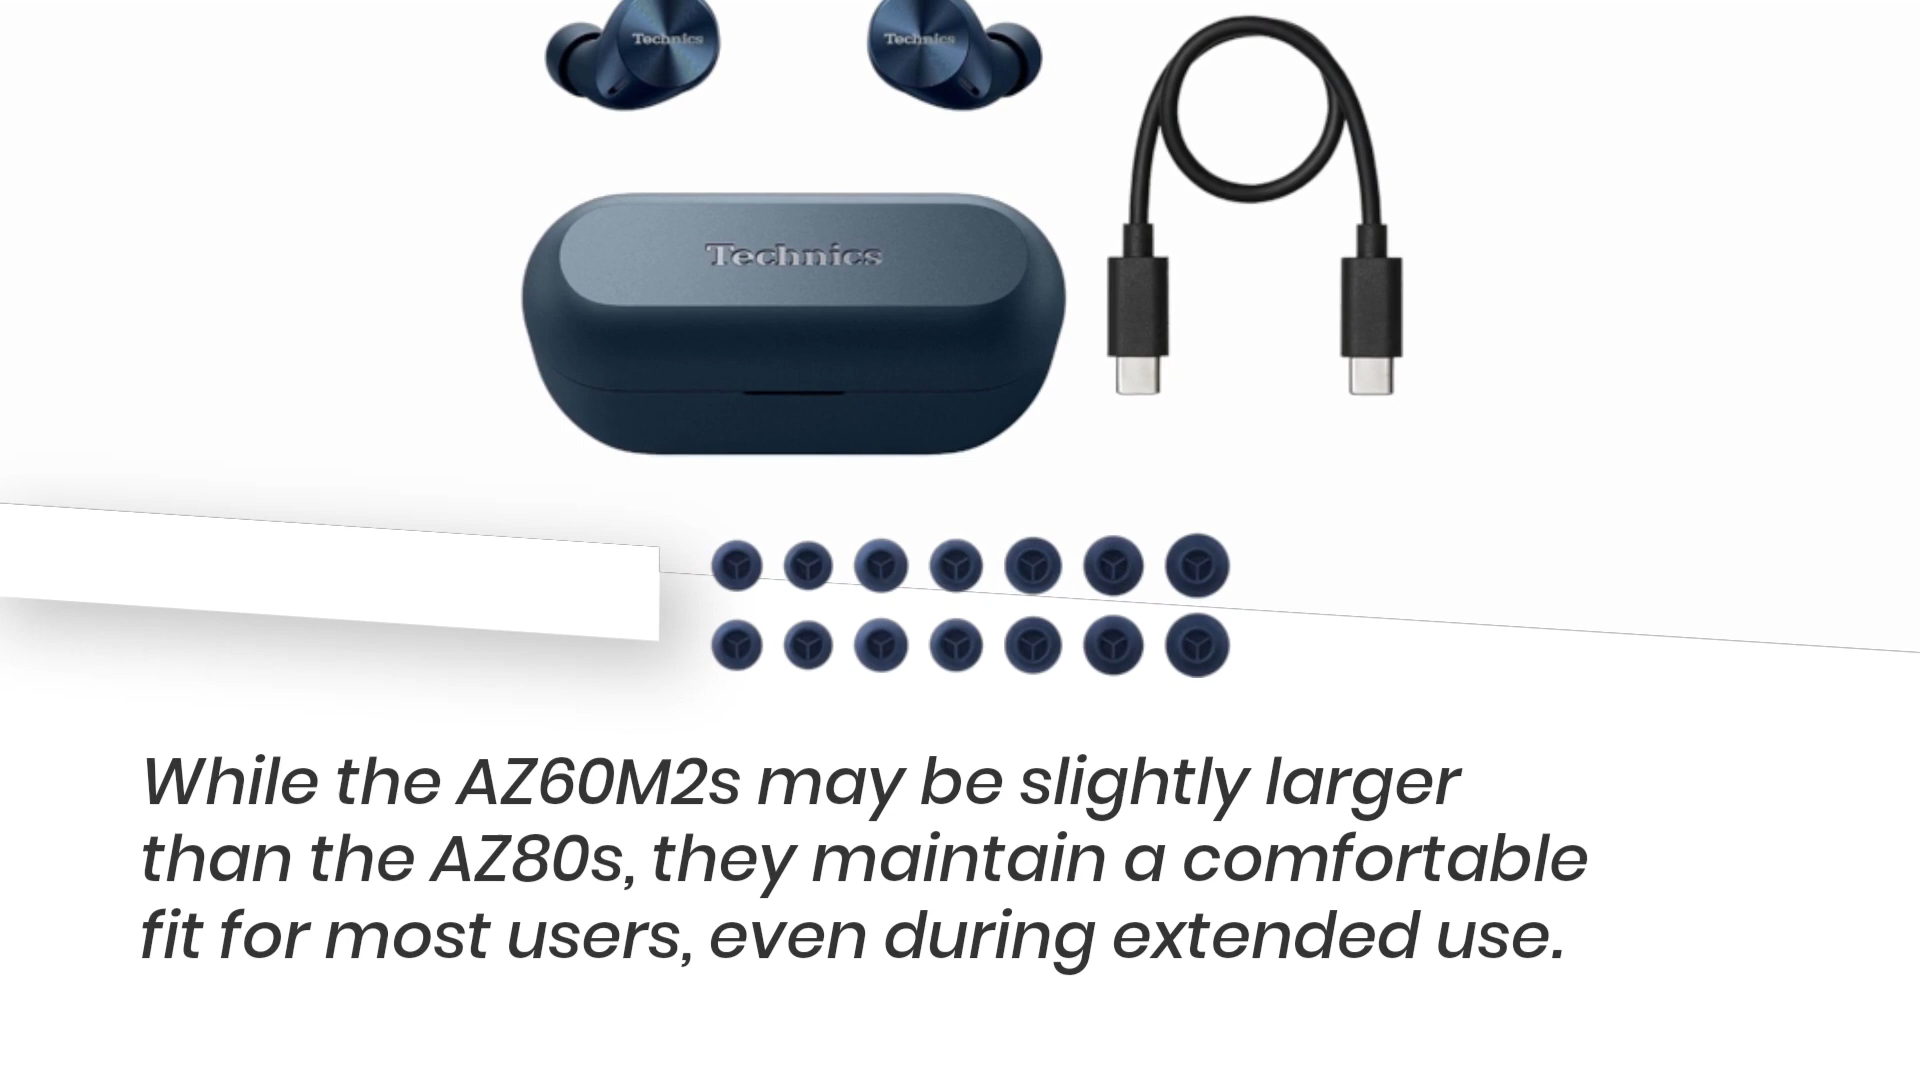 Technics Technics
Technics
While the AZ60M2s may be slightly larger
than the AZ80s, they maintain a comfortable
fit for most users, even during extended use.